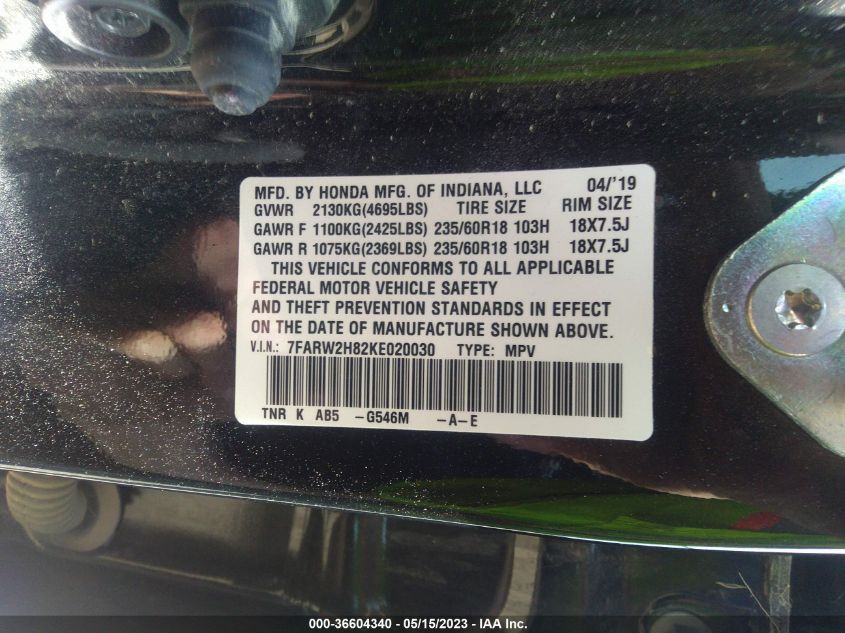 MFD. BY HONDA MFG. OF INDIANA, LLC 04/'19
GVWR 2130KG(4695LBS) TIRE SIZE RIM SIZE
GAWR F 1100KG(2425LBS) 235/60R18 103H 18X7.5J
GAWR R 1075KG(2369LBS) 235/60R18 103H 18X7.5J
THIS VEHICLE CONFORMS TO ALL APPLICABLE
FEDERAL MOTOR VEHICLE SAFETY
AND THEFT PREVENTION STANDARDS IN EFFECT
ON THE DATE OF MANUFACTURE SHOWN ABOVE.
V.I.N.: 7FARW2H82KE020030 TYPE: MPV
TNR K AB5 -G546M -A-E
000-36604340 - 05/15/2023 - IAA Inc.